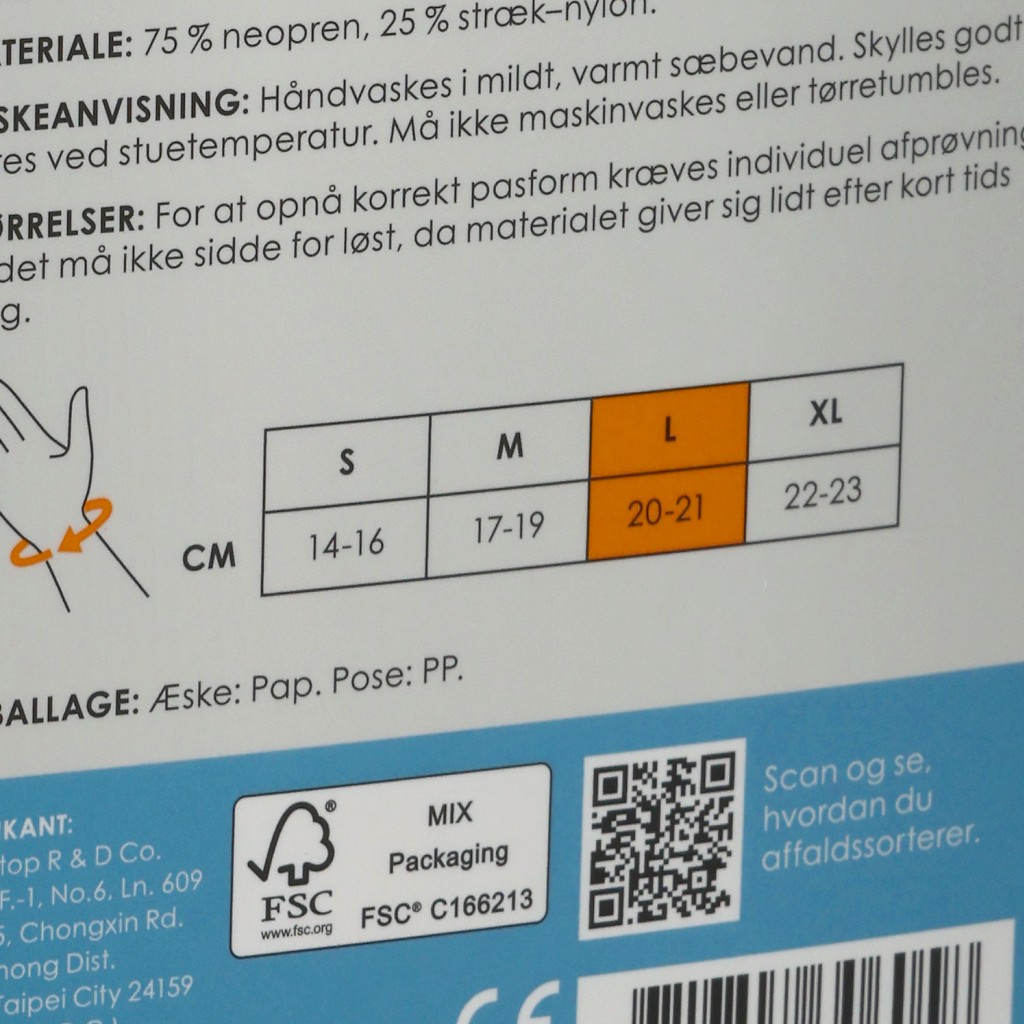 TERIALE: 75 % neopren, 25 % stræk–nylon.
SKEANVISNING: Håndvaskes i mildt, varmt sæbevand. Skylles godt
res ved stuetemperatur. Må ikke maskinvaskes eller tørretumbles.
ØRRELSER: For at opnå korrekt pasform kræves individuel afprøvning
det må ikke sidde for løst, da materialet giver sig lidt efter kort tids
g.
S M L XL
CM 14-16 17-19 20-21 22-23
BALLAGE: Æske: Pap. Pose: PP.
KANT:
top R & D Co.
F.-1, No.6, Ln. 609
5, Chongxin Rd.
hong Dist.
Taipei City 24159
MIX
Packaging
FSC® C166213
FSC ®
www.fsc.org
Scan og se,
hvordan du
affaldssorterer.
CE